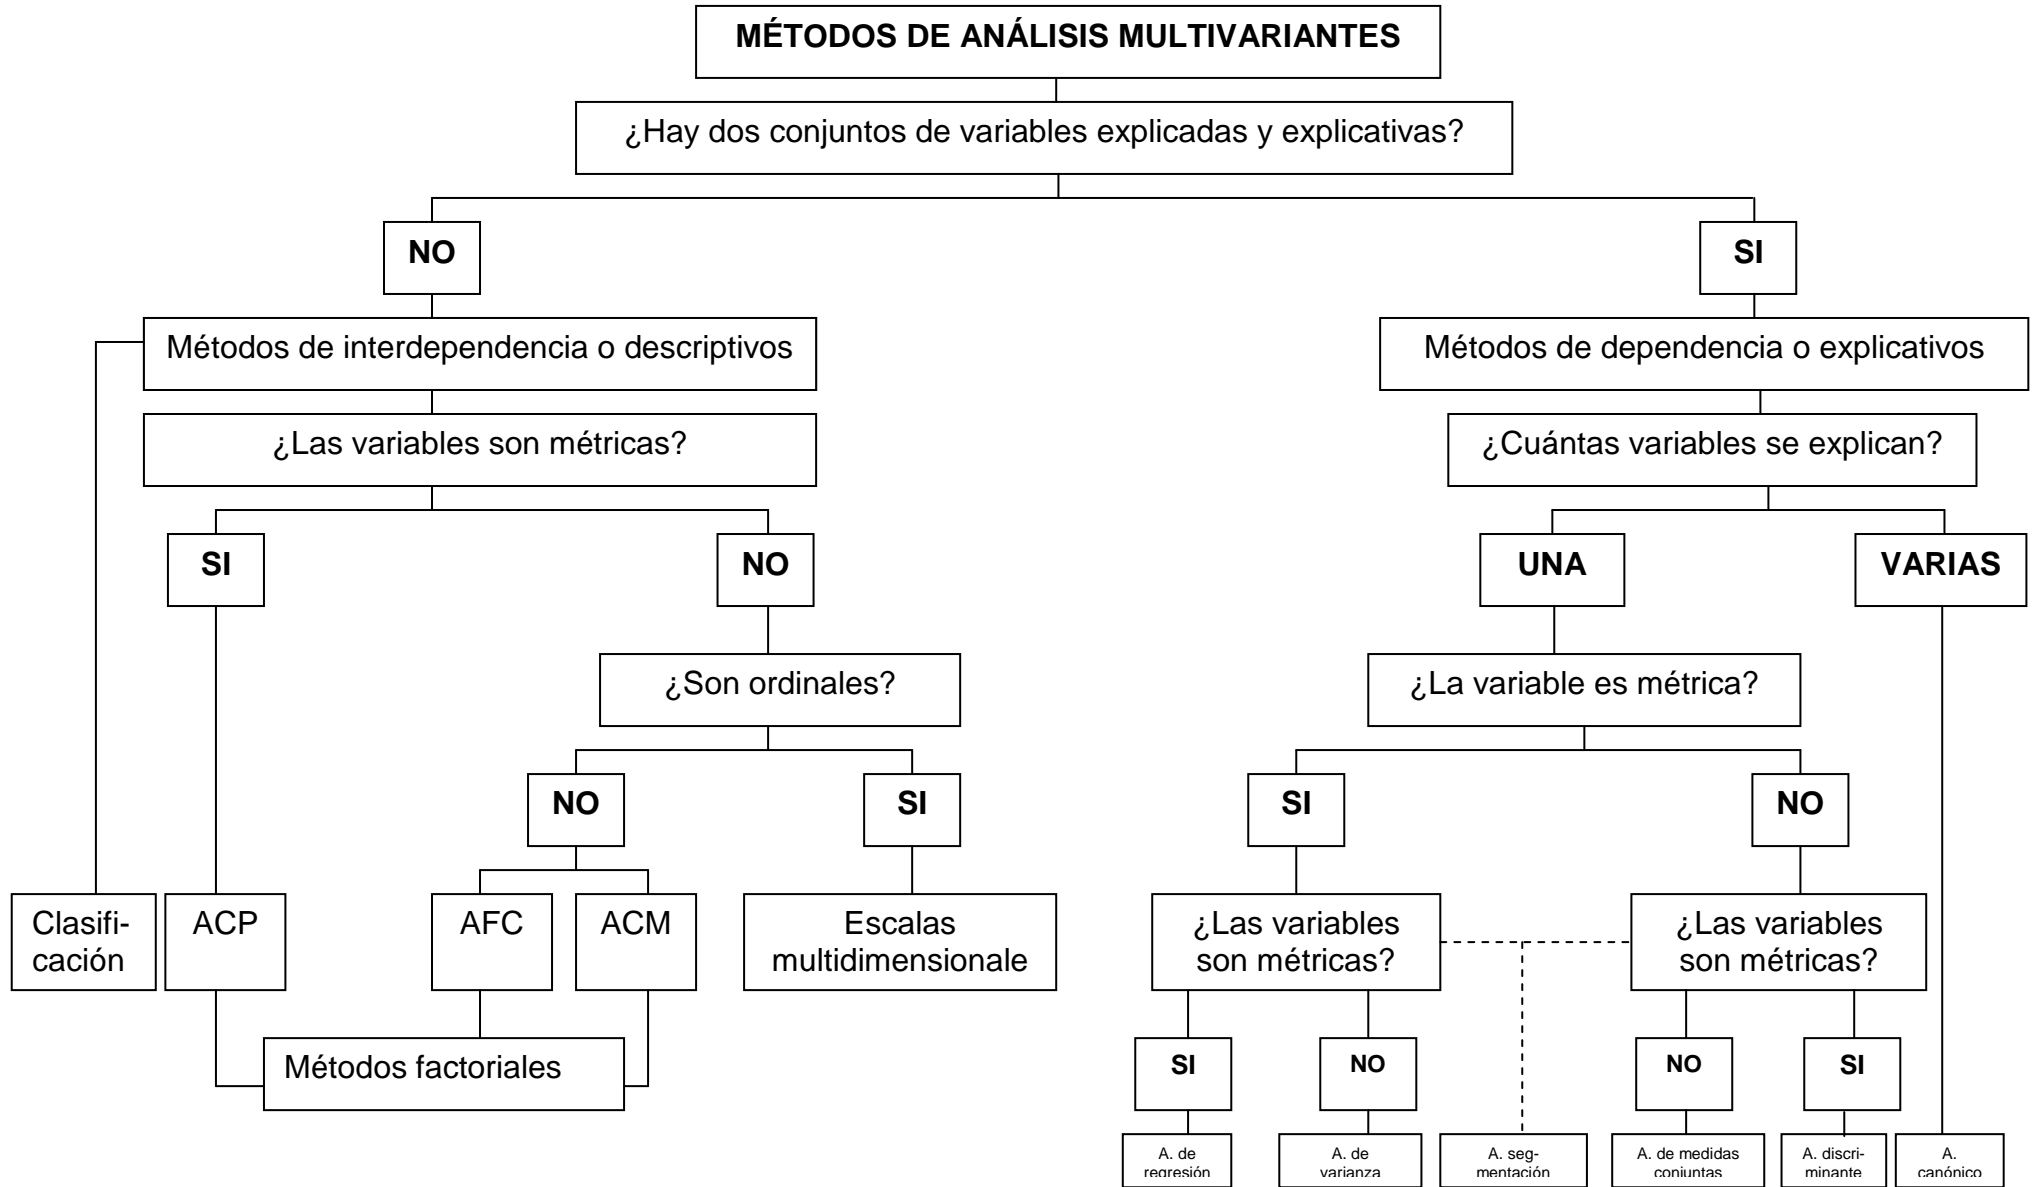 MÉTODOS DE ANÁLISIS MULTIVARIANTES
¿Hay dos conjuntos de variables explicadas y explicativas?
NO
SI
Métodos de interdependencia o descriptivos
Métodos de dependencia o explicativos
¿Las variables son métricas?
¿Cuántas variables se explican?
SI
NO
UNA
VARIAS
¿Son ordinales?
¿La variable es métrica?
NO
SI
SI
NO
Clasifi-
cación
ACP
AFC
ACM
Escalas
multidimensionale
¿Las variables
son métricas?
¿Las variables
son métricas?
Métodos factoriales
SI
NO
NO
SI
A. de
regresión
A. de
varianza
A. seg-
mentación
A. de medidas
conjuntas
A. discri-
minante
A.
canónico